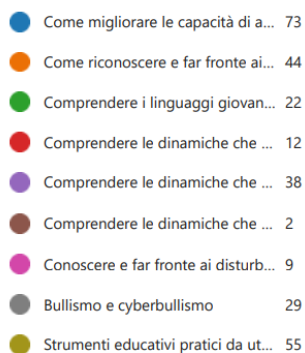 Come migliorare le capacità di a... 73
Come riconoscere e far fronte ai... 44
Comprendere i linguaggi giovan... 22
Comprendere le dinamiche che ... 12
Comprendere le dinamiche che ... 38
Comprendere le dinamiche che ... 2
Conoscere e far fronte ai disturb... 9
Bullismo e cyberbullismo 29
Strumenti educativi pratici da ut... 55